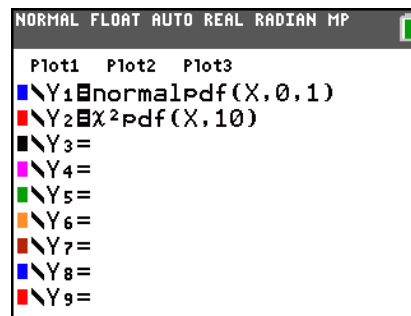 NORMAL FLOAT AUTO REAL RADIAN MP
Plot1 Plot2 Plot3
\Y1=normalpdf(X,0,1)
\Y2=χ²pdf(X,10)
\Y3=
\Y4=
\Y5=
\Y6=
\Y7=
\Y8=
\Y9=